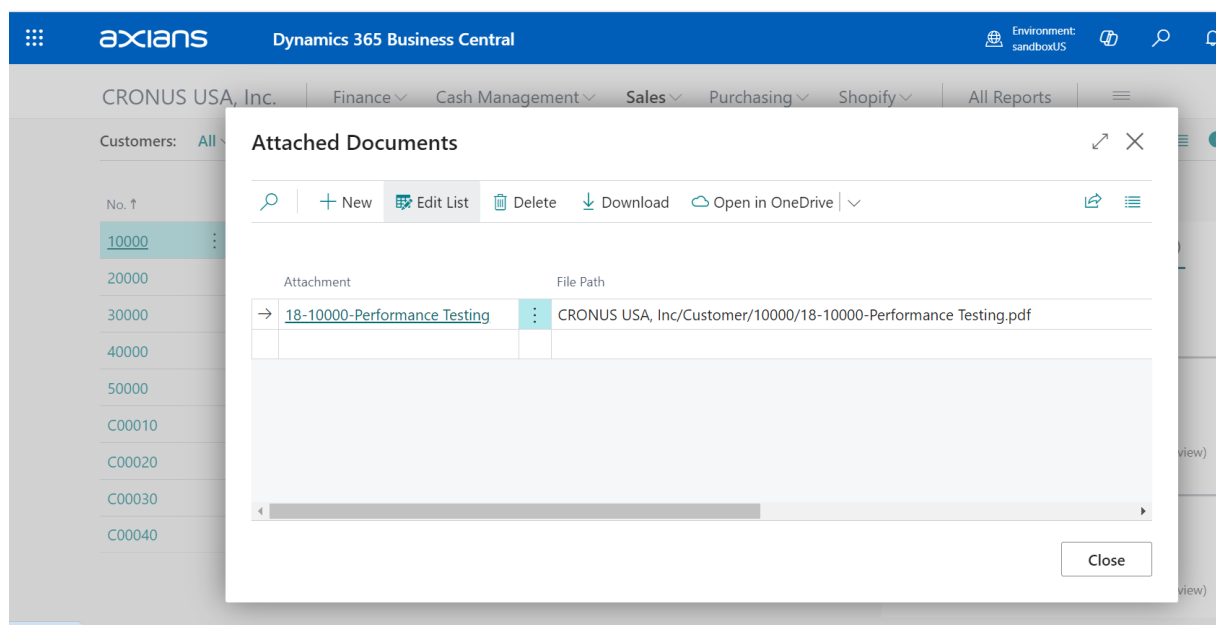 axians Dynamics 365 Business Central Environment: sandboxUS
CRONUS USA, Inc. Finance Cash Management Sales Purchasing Shopify All Reports
Customers: All
Attached Documents
New Edit List Delete Download Open in OneDrive
No. ↑
10000
20000
30000
40000
50000
C00010
C00020
C00030
C00040
Attachment File Path
18-10000-Performance Testing CRONUS USA, Inc/Customer/10000/18-10000-Performance Testing.pdf
view)
Close
view)